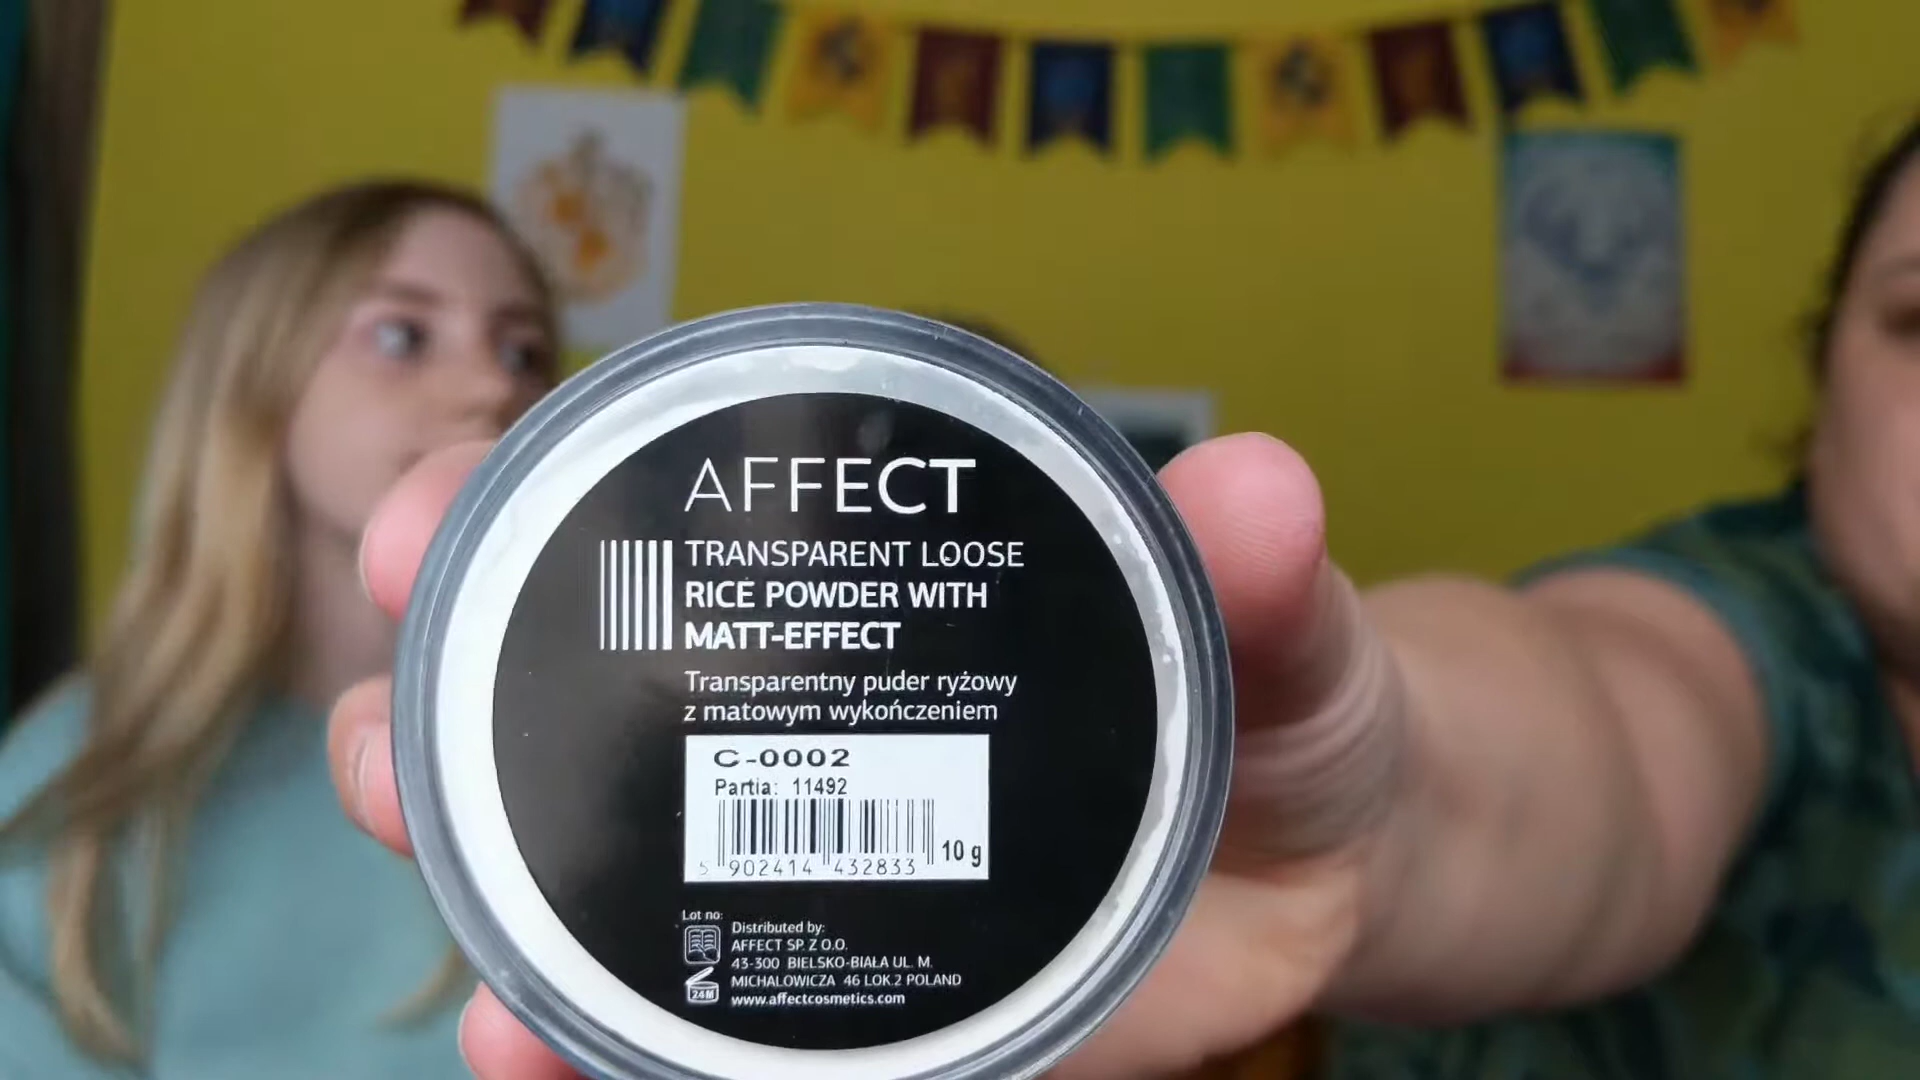 AFFECT
TRANSPARENT LOOSE
RICE POWDER WITH
MATT-EFFECT
Transparentny puder ryżowy
z matowym wykończeniem
C-0002
Partia: 11492
10 g
5 902414 432833
Lot no:
Distributed by:
AFFECT SP. Z O.O.
43-300 BIELSKO-BIAŁA UL. M.
MICHALOWICZA 46 LOK.2 POLAND
24M
www.affectcosmetics.com